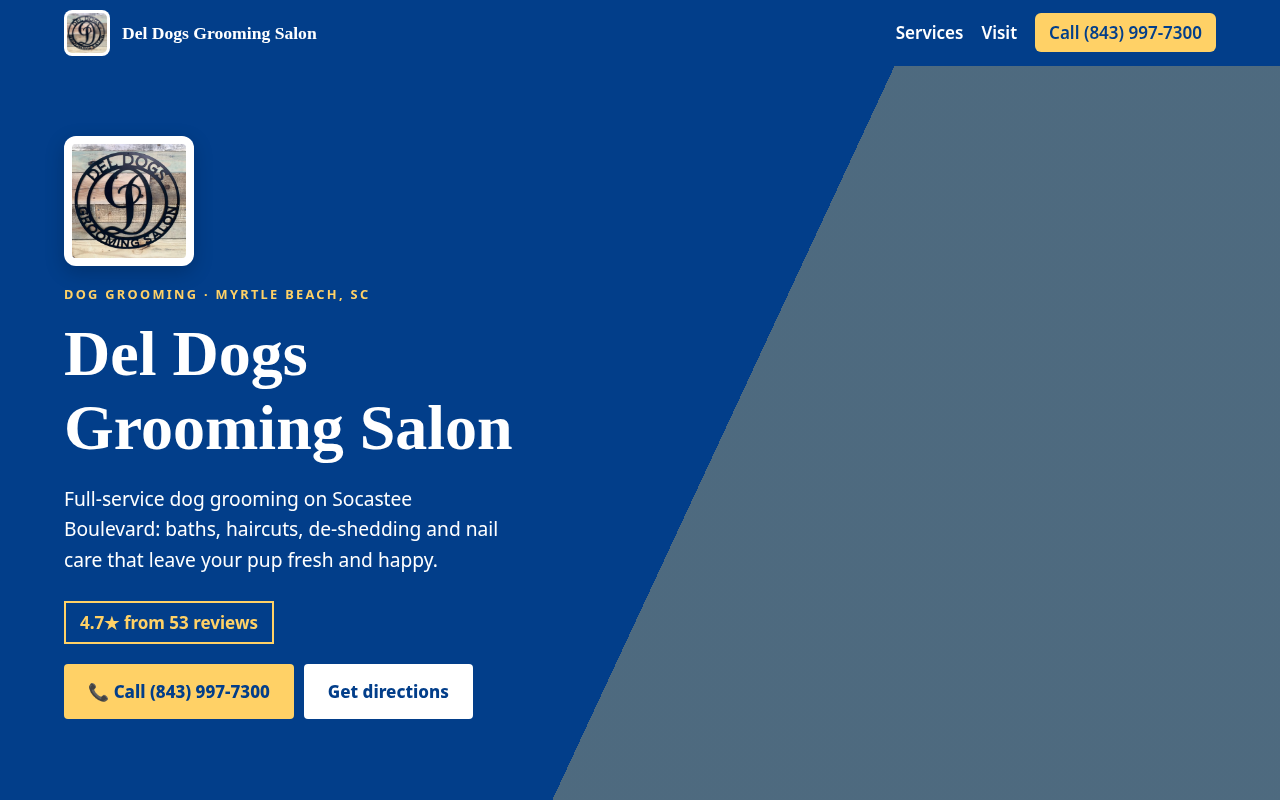 Del Dogs Grooming Salon
Services
Visit
Call (843) 997-7300
DEL DOGS
GROOMING SALON
DOG GROOMING · MYRTLE BEACH, SC
Del Dogs
Grooming Salon
Full-service dog grooming on Socastee
Boulevard: baths, haircuts, de-shedding and nail
care that leave your pup fresh and happy.
4.7★ from 53 reviews
📞 Call (843) 997-7300
Get directions